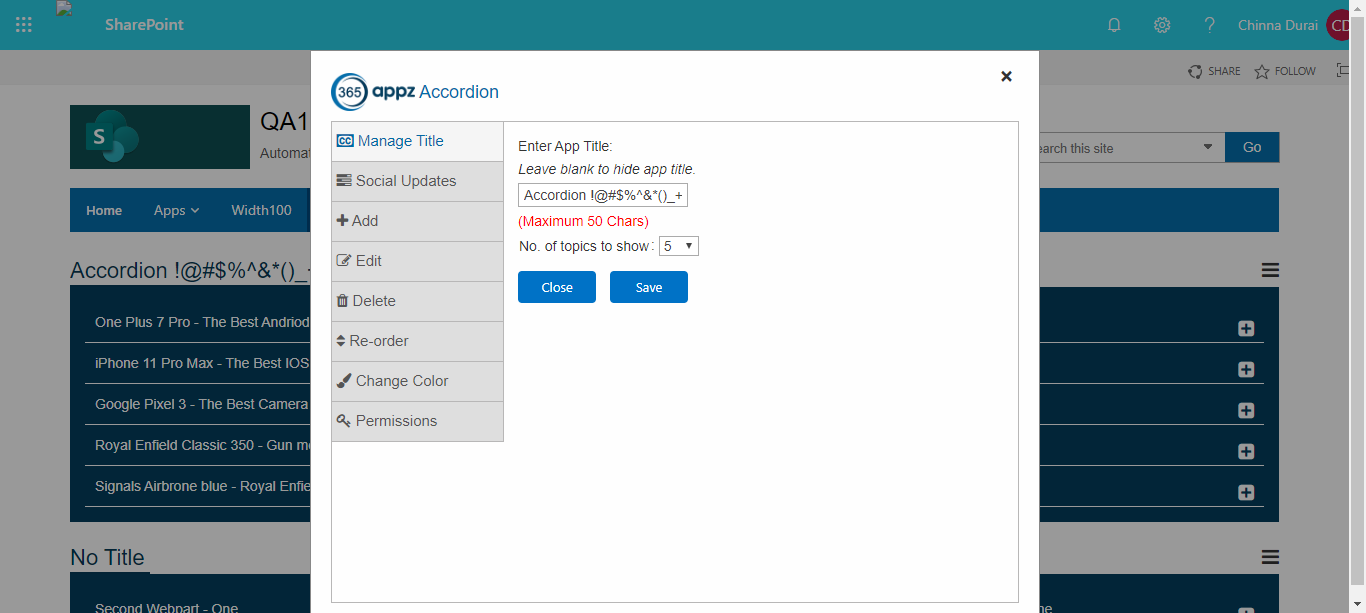 SharePoint
Chinna Durai
CD
SHARE
FOLLOW
365 appz Accordion
S
QA1
Automa
earch this site
Go
Home
Apps
Width100
Manage Title
Social Updates
Add
Edit
Delete
Re-order
Change Color
Permissions
Enter App Title:
Leave blank to hide app title.
Accordion !@#$%^&*()_+
(Maximum 50 Chars)
No. of topics to show: 5
Close
Save
Accordion !@#$%^&*()_+
One Plus 7 Pro - The Best Andriod
iPhone 11 Pro Max - The Best IOS
Google Pixel 3 - The Best Camera
Royal Enfield Classic 350 - Gun me
Signals Airbrone blue - Royal Enfie
No Title
Second Webpart - One
ne